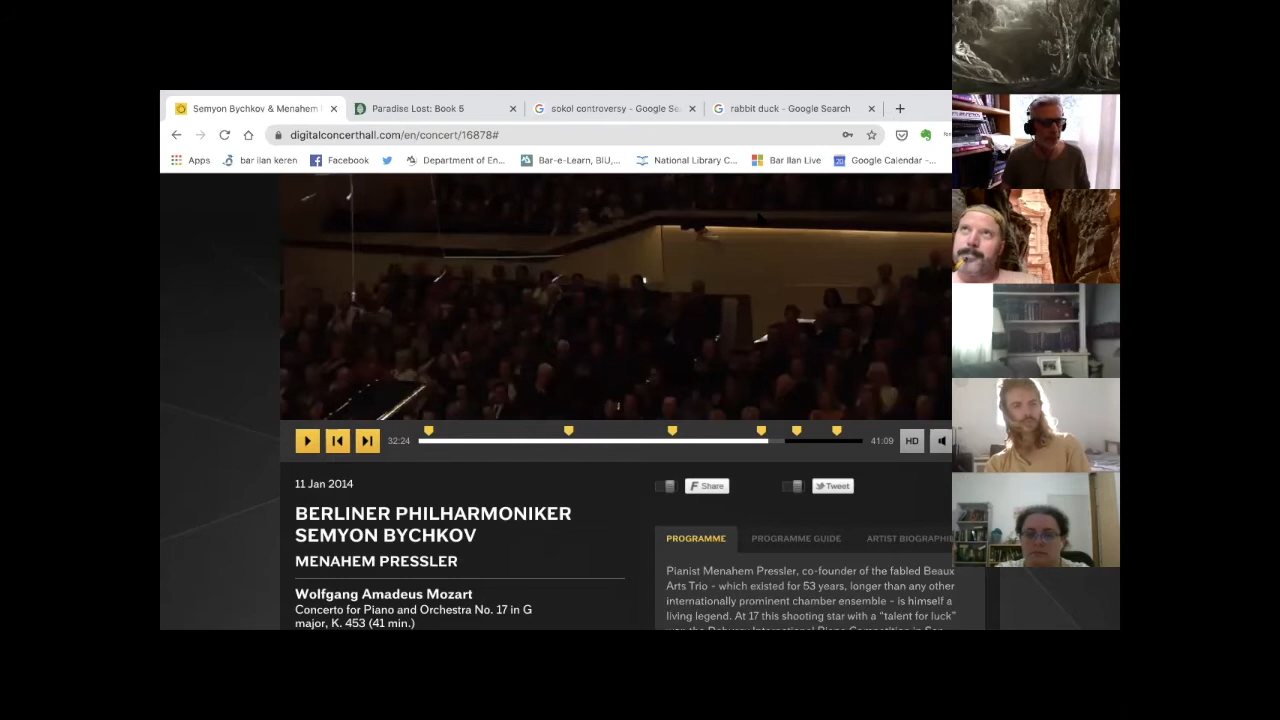 Semyon Bychkov & Menahem
Paradise Lost: Book 5
sokol controversy - Google Se
rabbit duck - Google Search
digitalconcerthall.com/en/concert/16878#
Apps
bar ilan keren
Facebook
Department of En...
Bar-e-Learn, BIU,...
National Library C...
Bar Ilan Live
Google Calendar -...
32:24
41:09
HD
11 Jan 2014
Share
Tweet
BERLINER PHILHARMONIKER
SEMYON BYCHKOV
MENAHEM PRESSLER
Wolfgang Amadeus Mozart
Concerto for Piano and Orchestra No. 17 in G
major, K. 453 (41 min.)
PROGRAMME
PROGRAMME GUIDE
ARTIST BIOGRAPHIE
Pianist Menahem Pressler, co-founder of the fabled Beaux
Arts Trio - which existed for 53 years, longer than any other
internationally prominent chamber ensemble - is himself a
living legend. At 17 this shooting star with a "talent for luck"